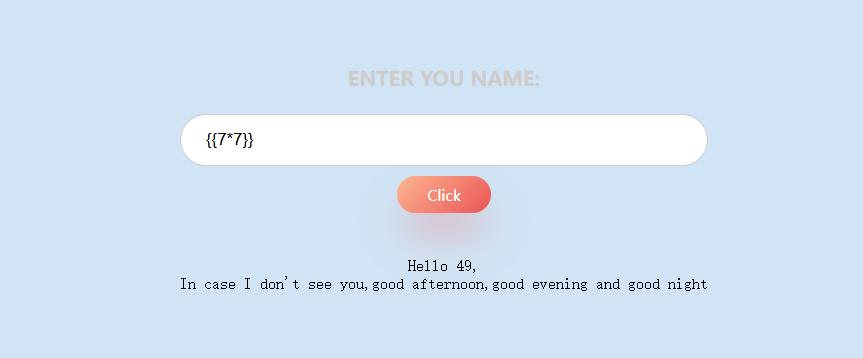 ENTER YOU NAME:
{{7*7}}
Click
Hello 49,
In case I don't see you,good afternoon,good evening and good night